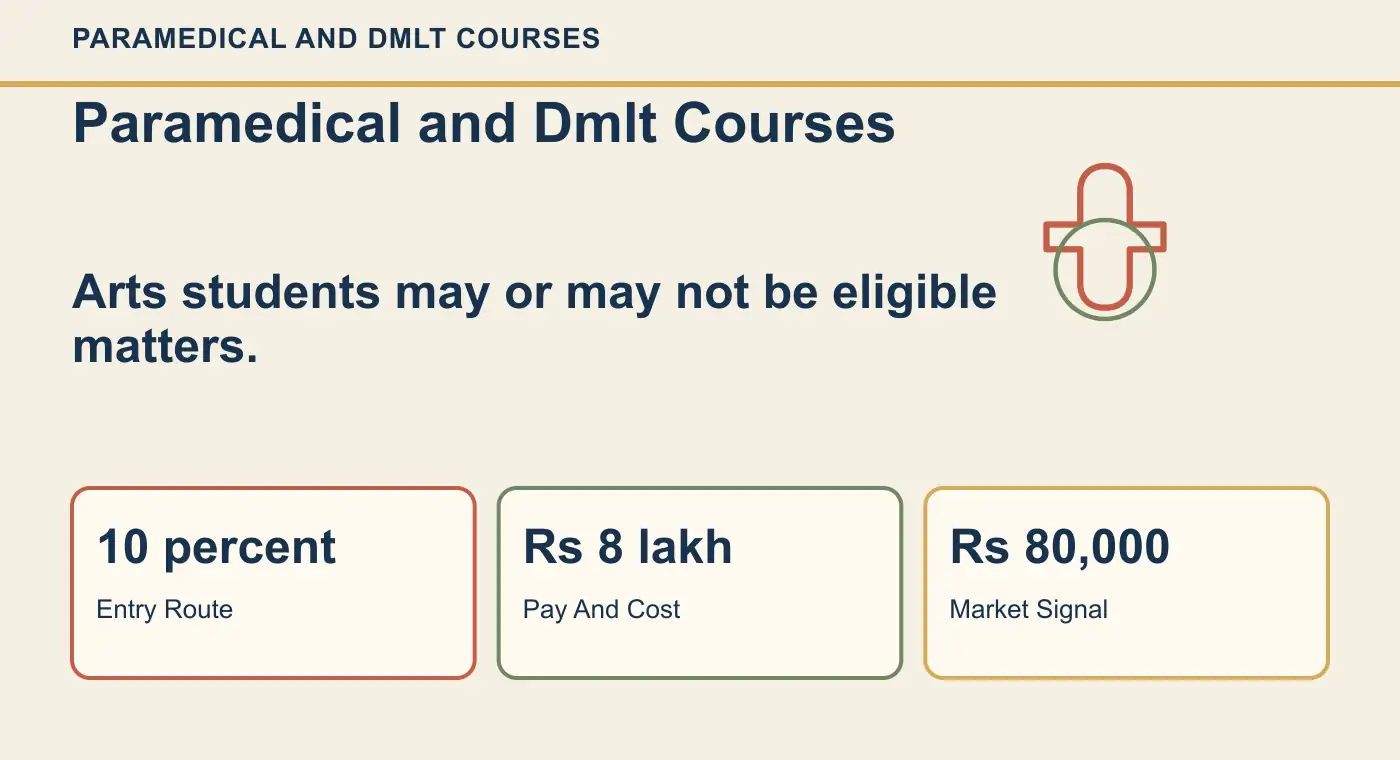 PARAMEDICAL AND DMLT COURSES
Paramedical and Dmlt Courses
Arts students may or may not be eligible
matters.
10 percent
Entry Route
Rs 8 lakh
Pay And Cost
Rs 80,000
Market Signal